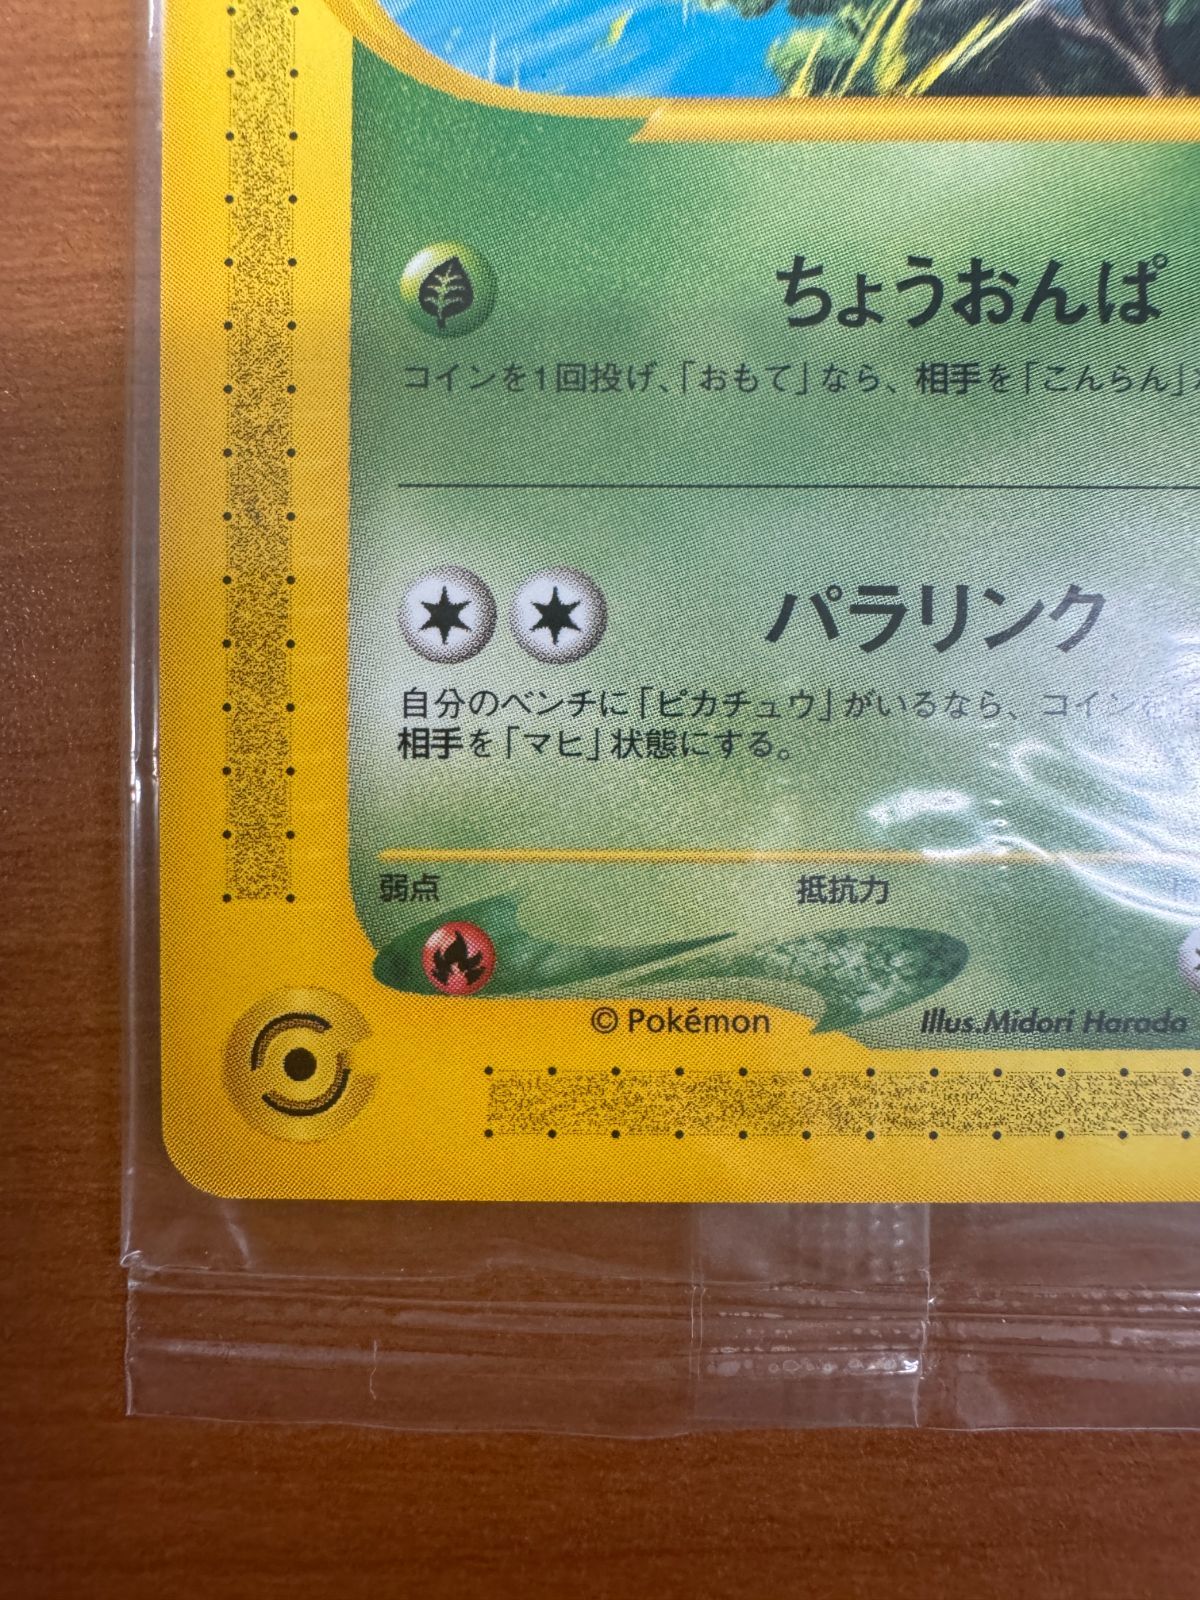 ちょうおんぱ
コインを1回投げ、「おもて」なら、相手を「こんらん」
パラリンク
自分のベンチに「ピカチュウ」がいるなら、コインを
相手を「マヒ」状態にする。
弱点 抵抗力
© Pokémon Illus.Midori Harada